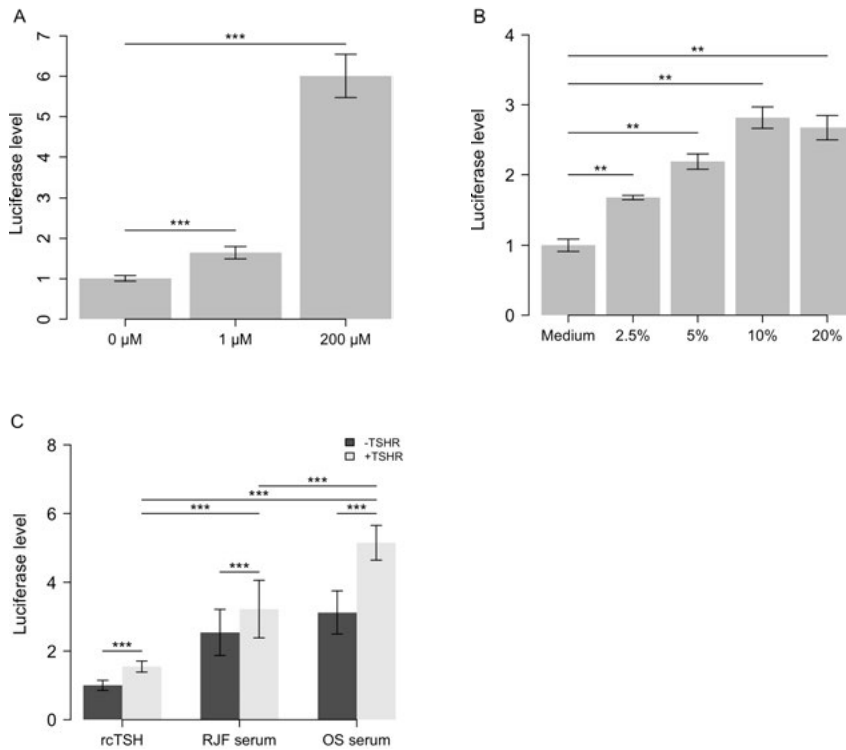 A
Luciferase level
0
1
2
3
4
5
6
7
***
***
0 µM
1 µM
200 µM
B
Luciferase level
0
1
2
3
4
**
**
**
**
Medium
2.5%
5%
10%
20%
C
Luciferase level
0
2
4
6
8
-TSHR
+TSHR
***
***
***
***
***
***
rcTSH
RJF serum
OS serum